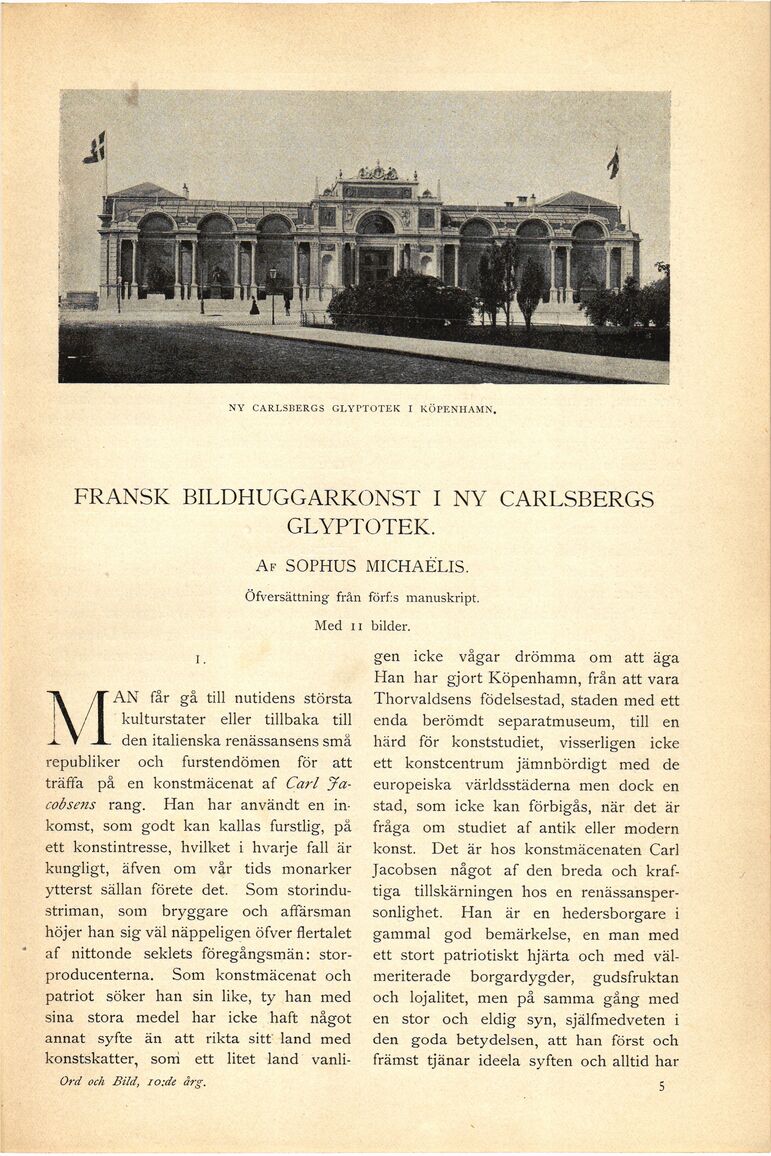 NY CARLSBERGS GLYPTOTEK I KÖPENHAMN.
FRANSK BILDHUGGARKONST I NY CARLSBERGS
GLYPTOTEK.
AF SOPHUS MICHAËLIS.
Öfversättning från förf:s manuskript.
Med 11 bilder.
I.
MAN får gå till nutidens största
kulturstater eller tillbaka till
den italienska renässansens små
republiker och furstendömen för att
träffa på en konstmäcenat af Carl Ja-
cobsens rang. Han har användt en in-
komst, som godt kan kallas furstlig, på
ett konstintresse, hvilket i hvarje fall är
kungligt, äfven om vår tids monarker
ytterst sällan förete det. Som storindu-
striman, som bryggare och affärsman
höjer han sig väl näppeligen öfver flertalet
af nittonde seklets föregångsmän: stor-
producenterna. Som konstmäcenat och
patriot söker han sin like, ty han med
sina stora medel har icke haft något
annat syfte än att rikta sitt land med
konstskatter, som ett litet land vanli-
gen icke vågar drömma om att äga
Han har gjort Köpenhamn, från att vara
Thorvaldsens födelsestad, staden med ett
enda berömdt separatmuseum, till en
härd för konststudiet, visserligen icke
ett konstcentrum jämnbördigt med de
europeiska världsstäderna men dock en
stad, som icke kan förbigås, när det är
fråga om studiet af antik eller modern
konst. Det är hos konstmäcenaten Carl
Jacobsen något af den breda och kraf-
tiga tillskärningen hos en renässansper-
sonlighet. Han är en hedersborgare i
gammal god bemärkelse, en man med
ett stort patriotiskt hjärta och med väl-
meriterade borgardygder, gudsfruktan
och lojalitet, men på samma gång med
en stor och eldig syn, själfmedveten i
den goda betydelsen, att han först och
främst tjänar ideela syften och alltid har
Ord och Bild, 10:de årg.
5